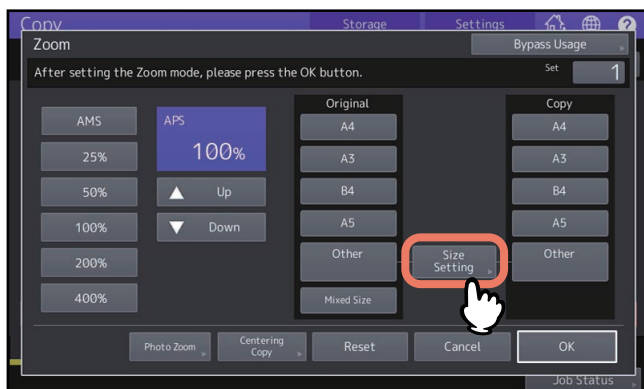 Copy
Storage
Settings
?
Zoom
Bypass Usage
After setting the Zoom mode, please press the OK button.
Set
1
AMS
25%
50%
100%
200%
400%
APS
100%
Up
Down
Original
A4
A3
B4
A5
Other
Mixed Size
Size
Setting
Copy
A4
A3
B4
A5
Other
Photo Zoom
Centering
Copy
Reset
Cancel
OK
Job Status